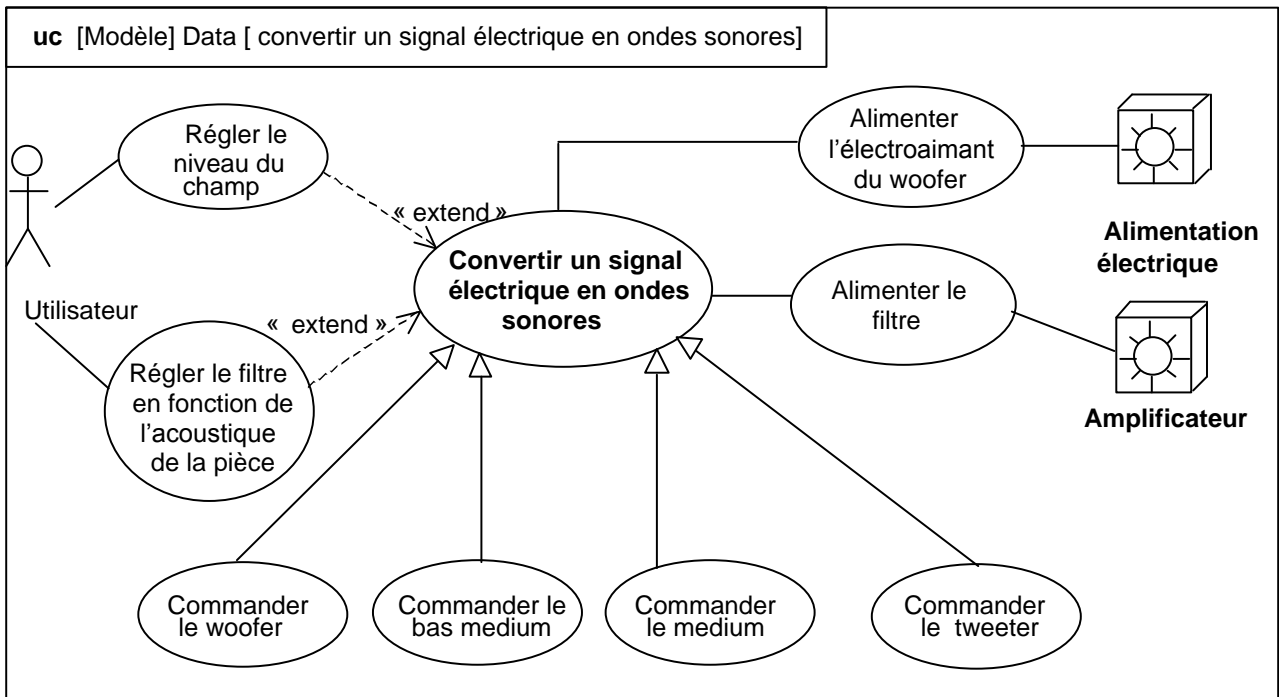 uc [Modèle] Data [ convertir un signal électrique en ondes sonores]
Régler le
niveau du
champ
« extend »
Utilisateur
« extend »
Régler le filtre
en fonction de
l’acoustique
de la pièce
Convertir un signal
électrique en ondes
sonores
Alimenter
l’électroaimant
du woofer
Alimentation
électrique
Alimenter le
filtre
Amplificateur
Commander
le woofer
Commander le
bas medium
Commander
le medium
Commander
le tweeter